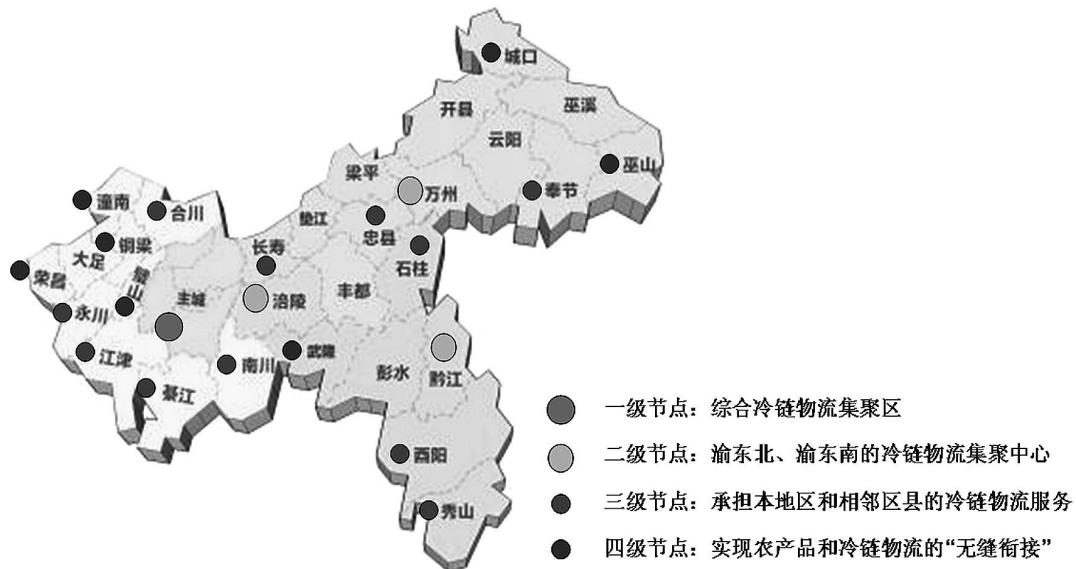 城口
开县
巫溪
云阳
梁平
巫山
万州
奉节
潼南
合川
垫江
忠县
铜梁
长寿
大足
石柱
荣昌
璧山
主城
丰都
涪陵
永川
江津
南川
武隆
彭水
黔江
綦江
酉阳
秀山
一级节点：综合冷链物流集聚区
二级节点：渝东北、渝东南的冷链物流集聚中心
三级节点：承担本地区和相邻区县的冷链物流服务
四级节点：实现农产品和冷链物流的“无缝衔接”